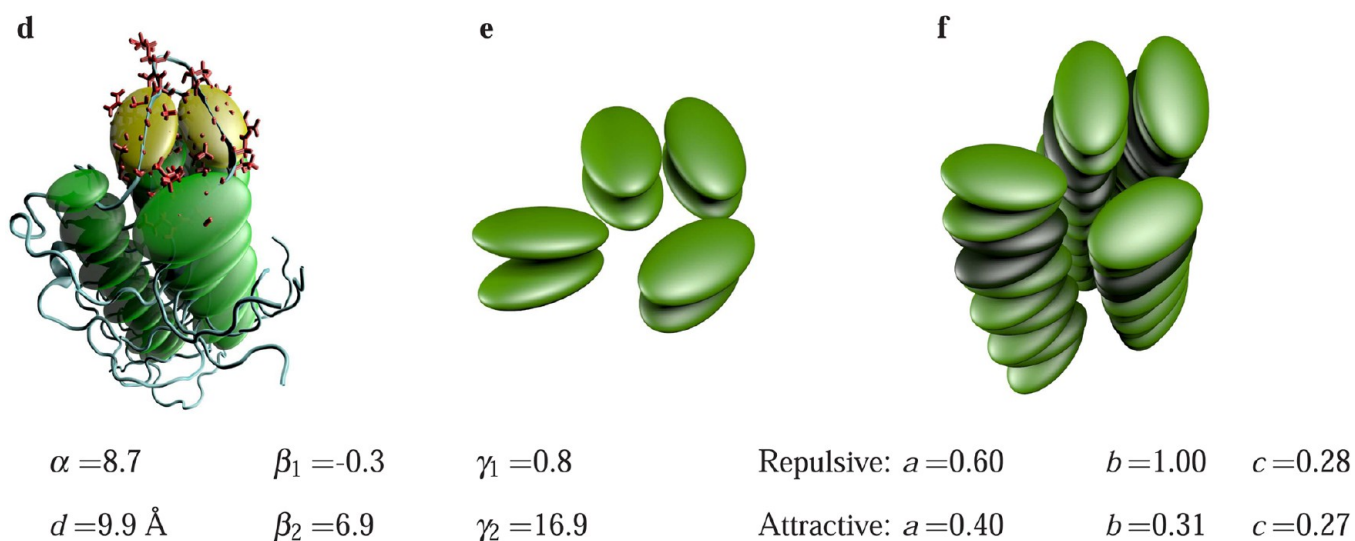 d e f
α =8.7 β₁ =-0.3 γ₁ =0.8 Repulsive: a =0.60 b =1.00 c =0.28
d =9.9 Å β₂ =6.9 γ₂ =16.9 Attractive: a =0.40 b =0.31 c =0.27